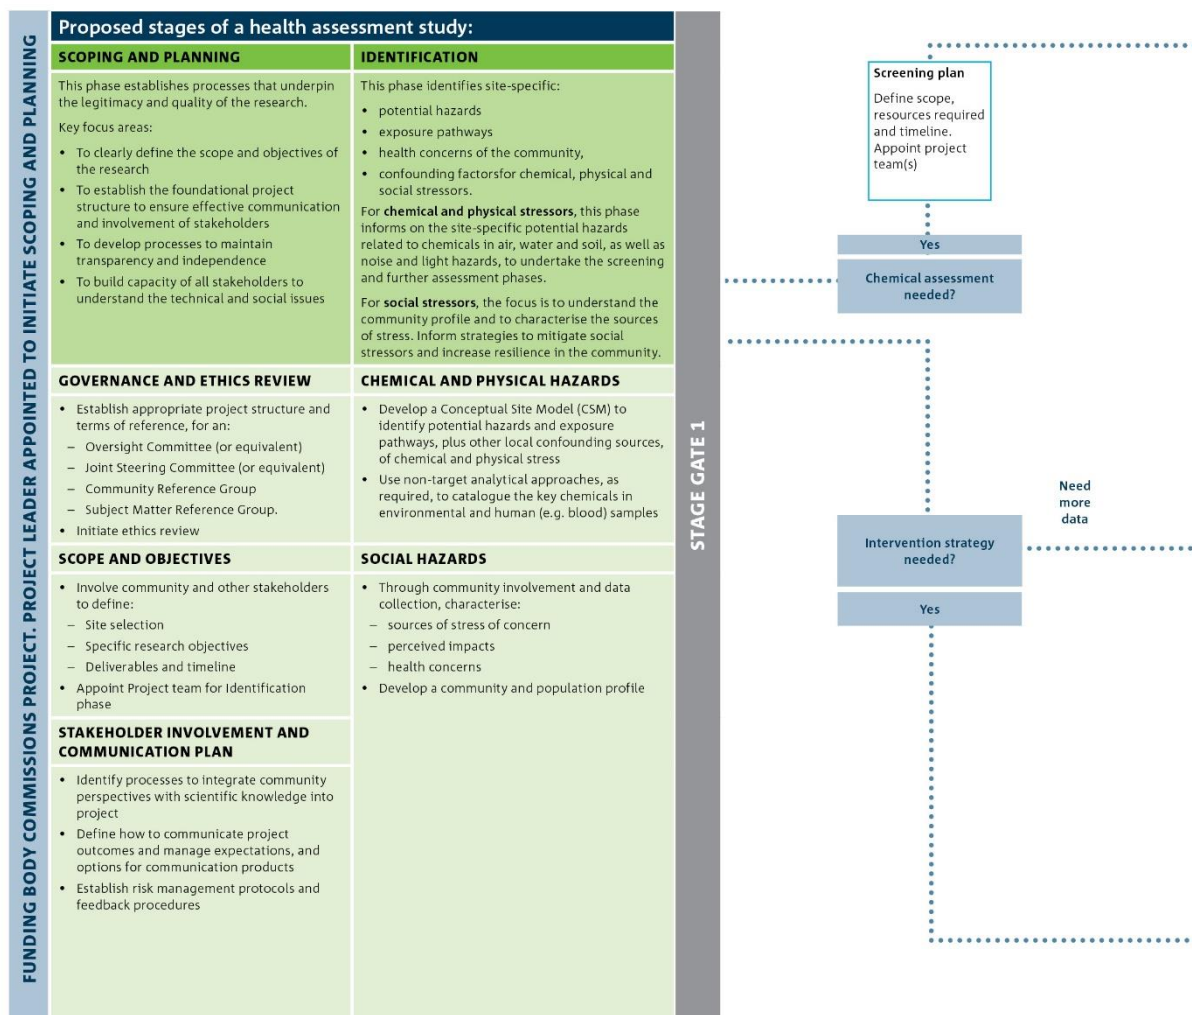 FUNDING BODY COMMISSIONS PROJECT. PROJECT LEADER APPOINTED TO INITIATE SCOPING AND PLANNING
Proposed stages of a health assessment study:
SCOPING AND PLANNING
This phase establishes processes that underpin
the legitimacy and quality of the research.
Key focus areas:
• To clearly define the scope and objectives of
the research
• To establish the foundational project
structure to ensure effective communication
and involvement of stakeholders
• To develop processes to maintain
transparency and independence
• To build capacity of all stakeholders to
understand the technical and social issues
GOVERNANCE AND ETHICS REVIEW
• Establish appropriate project structure and
terms of reference, for an:
– Oversight Committee (or equivalent)
– Joint Steering Committee (or equivalent)
– Community Reference Group
– Subject Matter Reference Group.
• Initiate ethics review
SCOPE AND OBJECTIVES
• Involve community and other stakeholders
to define:
– Site selection
– Specific research objectives
– Deliverables and timeline
• Appoint Project team for Identification
phase
STAKEHOLDER INVOLVEMENT AND
COMMUNICATION PLAN
• Identify processes to integrate community
perspectives with scientific knowledge into
project
• Define how to communicate project
outcomes and manage expectations, and
options for communication products
• Establish risk management protocols and
feedback procedures
IDENTIFICATION
This phase identifies site-specific:
• potential hazards
• exposure pathways
• health concerns of the community,
• confounding factorsfor chemical, physical and
social stressors.
For chemical and physical stressors, this phase
informs on the site-specific potential hazards
related to chemicals in air, water and soil, as well as
noise and light hazards, to undertake the screening
and further assessment phases.
For social stressors, the focus is to understand the
community profile and to characterise the sources
of stress. Inform strategies to mitigate social
stressors and increase resilience in the community.
CHEMICAL AND PHYSICAL HAZARDS
• Develop a Conceptual Site Model (CSM) to
identify potential hazards and exposure
pathways, plus other local confounding sources,
of chemical and physical stress
• Use non-target analytical approaches, as
required, to catalogue the key chemicals in
environmental and human (e.g. blood) samples
SOCIAL HAZARDS
• Through community involvement and data
collection, characterise:
– sources of stress of concern
– perceived impacts
– health concerns
• Develop a community and population profile
STAGE GATE 1
Screening plan
Define scope,
resources required
and timeline.
Appoint project
team(s)
Yes
Chemical assessment
needed?
Need
more
data
Intervention strategy
needed?
Yes